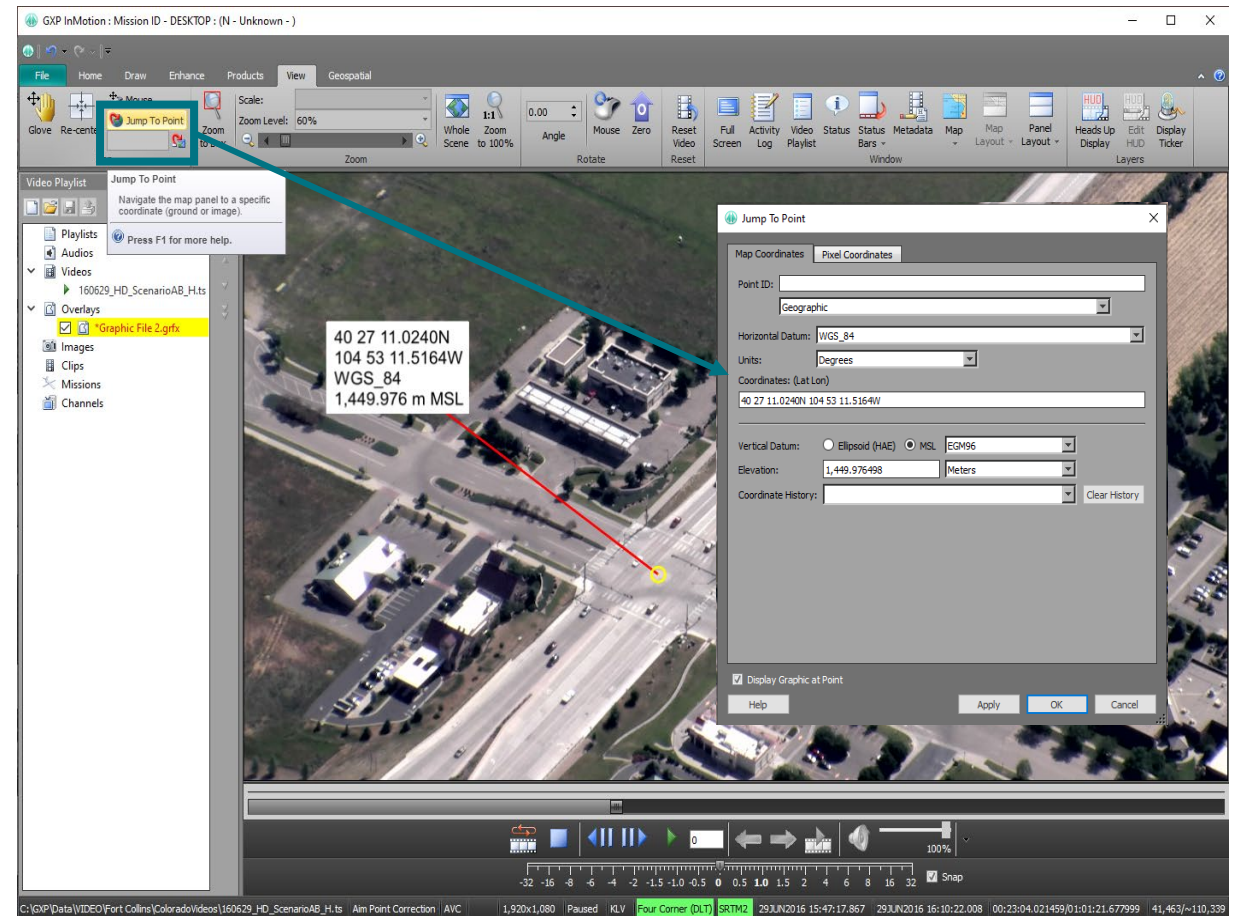 GXP InMotion : Mission ID - DESKTOP : (N - Unknown - )
File Home Draw Enhance Products View Geospatial
Glove
Re-cente
Mouse
Jump To Point
Zoom
to Box
Scale:
Zoom Level: 60%
Whole
Scene
1:1
Zoom
to 100%
Zoom
0.00
Angle
Mouse
Zero
Rotate
Reset
Video
Reset
Full
Screen
Activity
Log
Video
Playlist
Status
Status
Bars
Metadata
Map
Map
Layout
Panel
Layout
Window
HUD
Heads Up
Display
HUD
Edit
HUD
Display
Ticker
Layers
Jump To Point
Navigate the map panel to a specific
coordinate (ground or image).
Press F1 for more help.
Video Playlist
Playlists
Audios
Videos
160629_HD_ScenarioAB_H.ts
Overlays
*Graphic File 2.grfx
Images
Clips
Missions
Channels
40 27 11.0240N
104 53 11.5164W
WGS_84
1,449.976 m MSL
Jump To Point
Map Coordinates Pixel Coordinates
Point ID:
Geographic
Horizontal Datum: WGS_84
Units: Degrees
Coordinates: (Lat Lon)
40 27 11.0240N 104 53 11.5164W
Vertical Datum: Ellipsoid (HAE) MSL EGM96
Elevation: 1,449.976498 Meters
Coordinate History: Clear History
Display Graphic at Point
Help Apply OK Cancel
0
100%
-32 -16 -8 -6 -4 -2 -1.5 -1.0 -0.5 0 0.5 1.0 1.5 2 4 6 8 16 32 Snap
C:\GXP\Data\VIDEO\Fort Collins\ColoradoVideos\160629_HD_ScenarioAB_H.ts Aim Point Correction AVC 1,920x1,080 Paused KLV Four Corner (DLT) SRTM2 29JUN2016 15:47:17.867 29JUN2016 16:10:22.008 00:23:04.021459/01:01:21.677999 41,463/~110,339